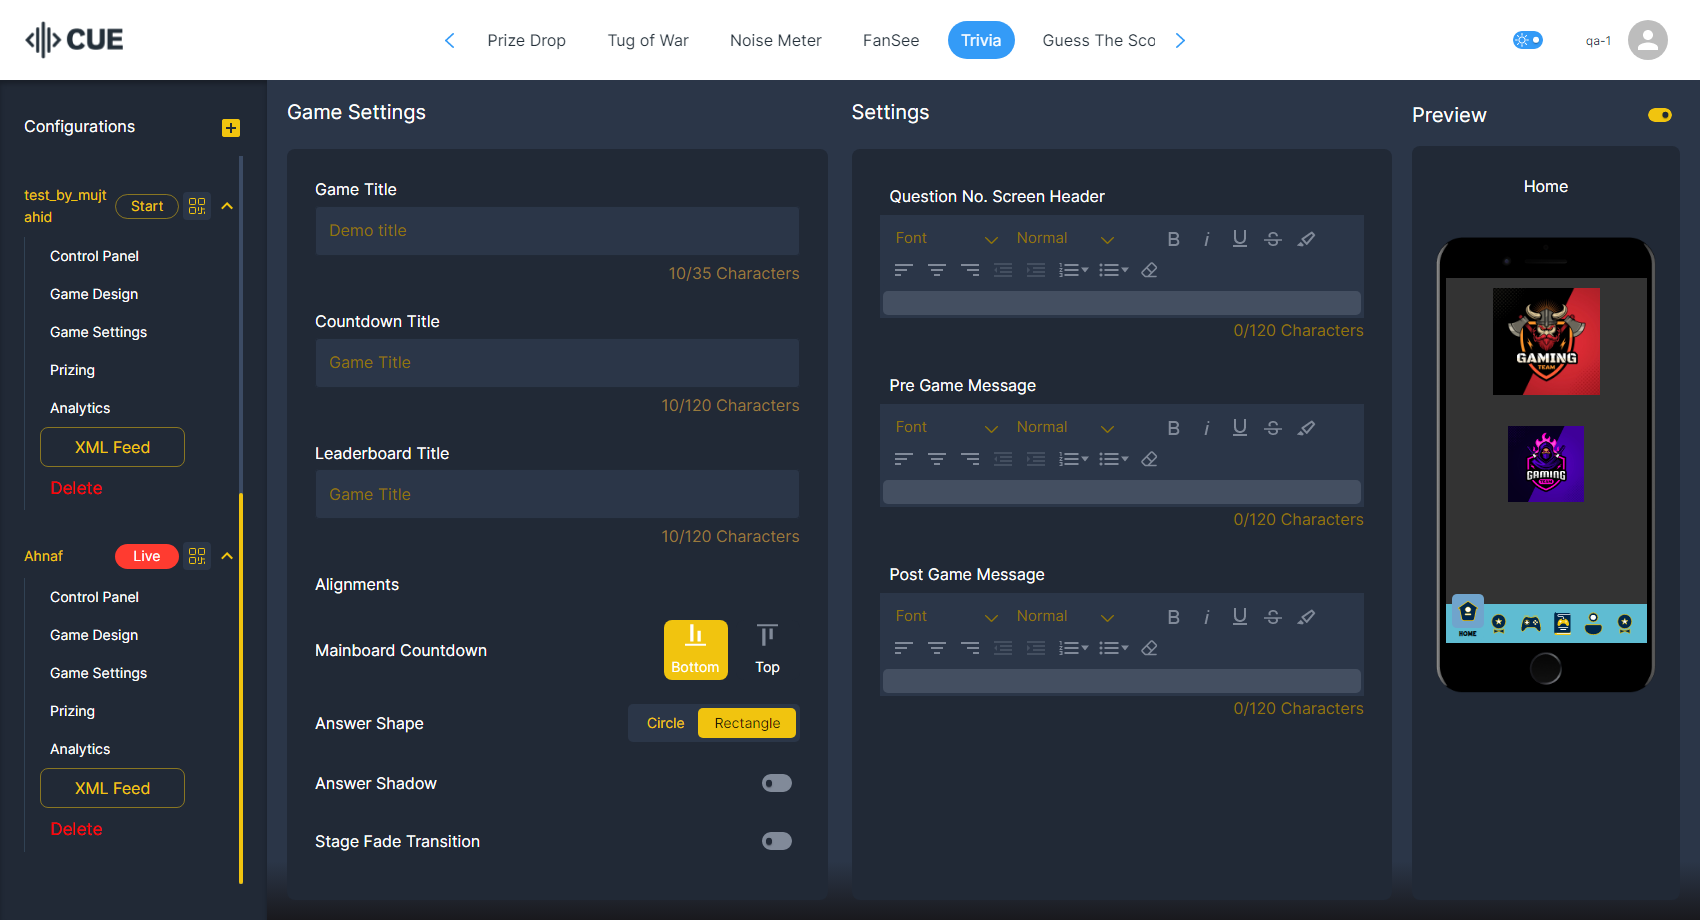 CUE
Prize Drop
Tug of War
Noise Meter
FanSee
Trivia
Guess The Sco
qa-1
Configurations
test_by_mujt
ahid
Start
Control Panel
Game Design
Game Settings
Prizing
Analytics
XML Feed
Delete
Ahnaf
Live
Control Panel
Game Design
Game Settings
Prizing
Analytics
XML Feed
Delete
Game Settings
Game Title
Demo title
10/35 Characters
Countdown Title
Game Title
10/120 Characters
Leaderboard Title
Game Title
10/120 Characters
Alignments
Mainboard Countdown
Bottom
Top
Answer Shape
Circle
Rectangle
Answer Shadow
Stage Fade Transition
Settings
Question No. Screen Header
Font
Normal
B
i
U
S
0/120 Characters
Pre Game Message
Font
Normal
B
i
U
S
0/120 Characters
Post Game Message
Font
Normal
B
i
U
S
0/120 Characters
Preview
Home
GAMING
TEAM
GAMING
TEAM
HOME